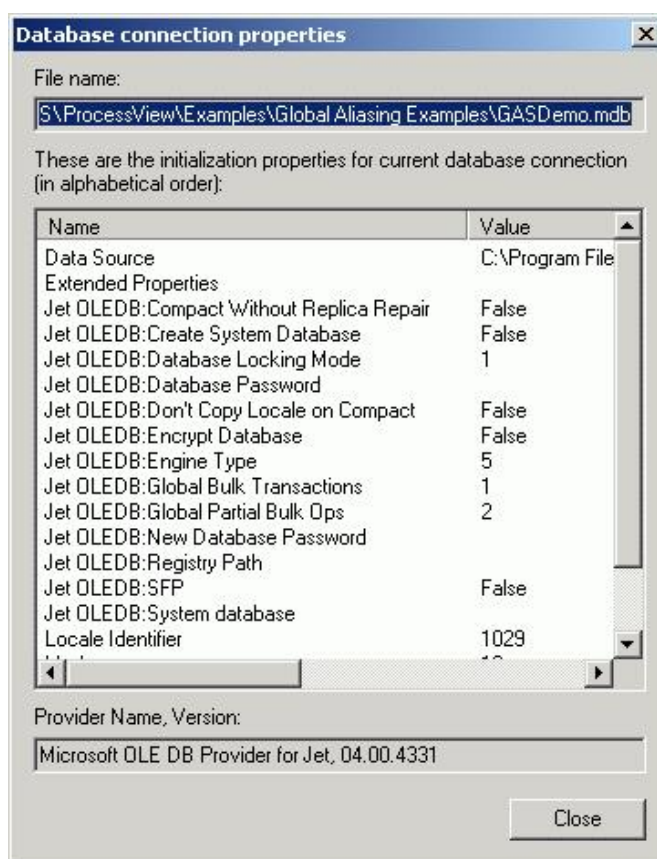 Database connection properties
File name:
S\ProcessView\Examples\Global Aliasing Examples\GASDemo.mdb
These are the initialization properties for current database connection
(in alphabetical order):
Name Value
Data Source C:\Program File
Extended Properties
Jet OLEDB:Compact Without Replica Repair False
Jet OLEDB:Create System Database False
Jet OLEDB:Database Locking Mode 1
Jet OLEDB:Database Password
Jet OLEDB:Don't Copy Locale on Compact False
Jet OLEDB:Encrypt Database False
Jet OLEDB:Engine Type 5
Jet OLEDB:Global Bulk Transactions 1
Jet OLEDB:Global Partial Bulk Ops 2
Jet OLEDB:New Database Password
Jet OLEDB:Registry Path
Jet OLEDB:SFP False
Jet OLEDB:System database
Locale Identifier 1029
Provider Name, Version:
Microsoft OLE DB Provider for Jet, 04.00.4331
Close